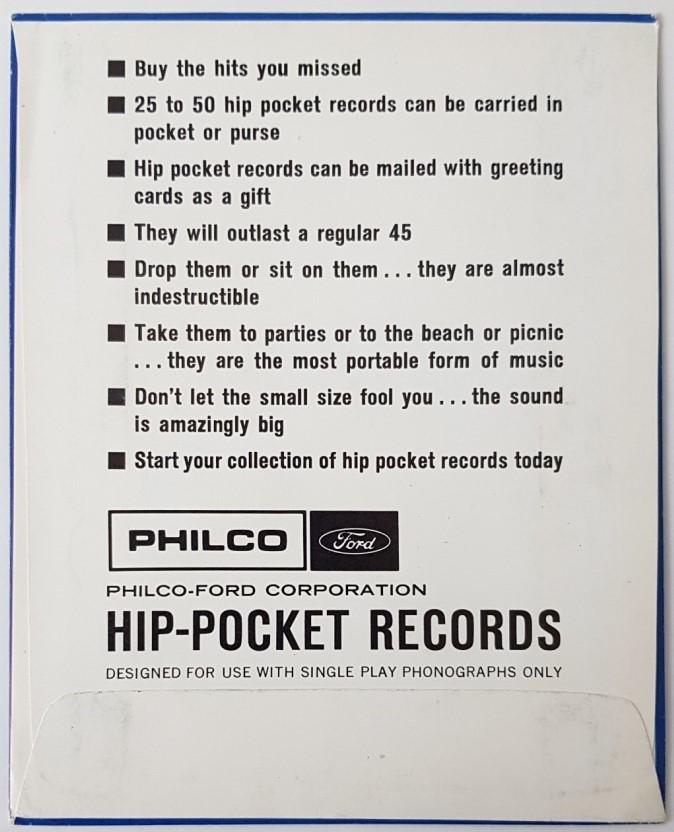 ■ Buy the hits you missed
■ 25 to 50 hip pocket records can be carried in
pocket or purse
■ Hip pocket records can be mailed with greeting
cards as a gift
■ They will outlast a regular 45
■ Drop them or sit on them...they are almost
indestructible
■ Take them to parties or to the beach or picnic
...they are the most portable form of music
■ Don't let the small size fool you...the sound
is amazingly big
■ Start your collection of hip pocket records today
PHILCO Ford
PHILCO-FORD CORPORATION
HIP-POCKET RECORDS
DESIGNED FOR USE WITH SINGLE PLAY PHONOGRAPHS ONLY